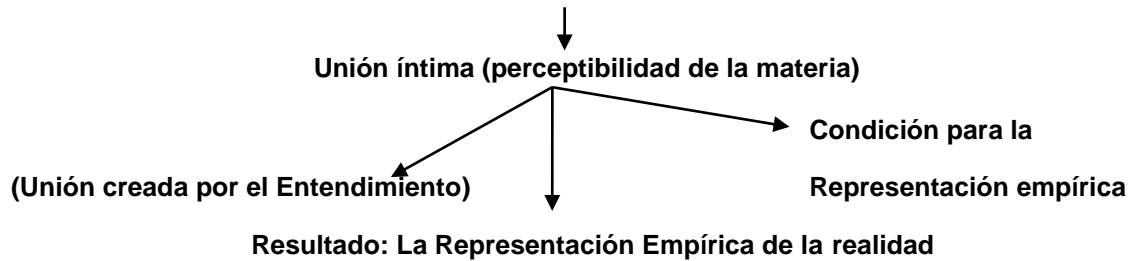 Unión íntima (perceptibilidad de la materia)
Condición para la
(Unión creada por el Entendimiento)
Representación empírica
Resultado: La Representación Empírica de la realidad